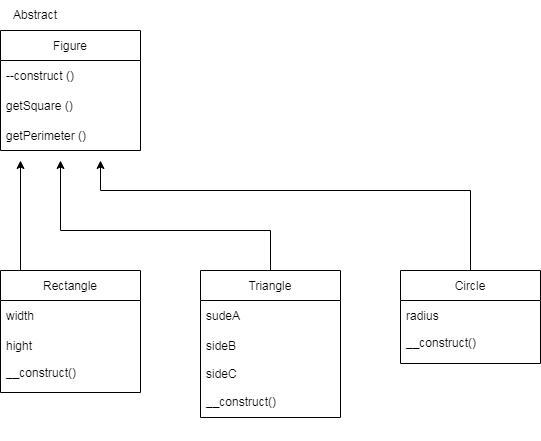 Abstract
Figure
--construct ()
getSquare ()
getPerimeter ()
Rectangle
width
hight
__construct()
Triangle
sudeA
sideB
sideC
__construct()
Circle
radius
__construct()